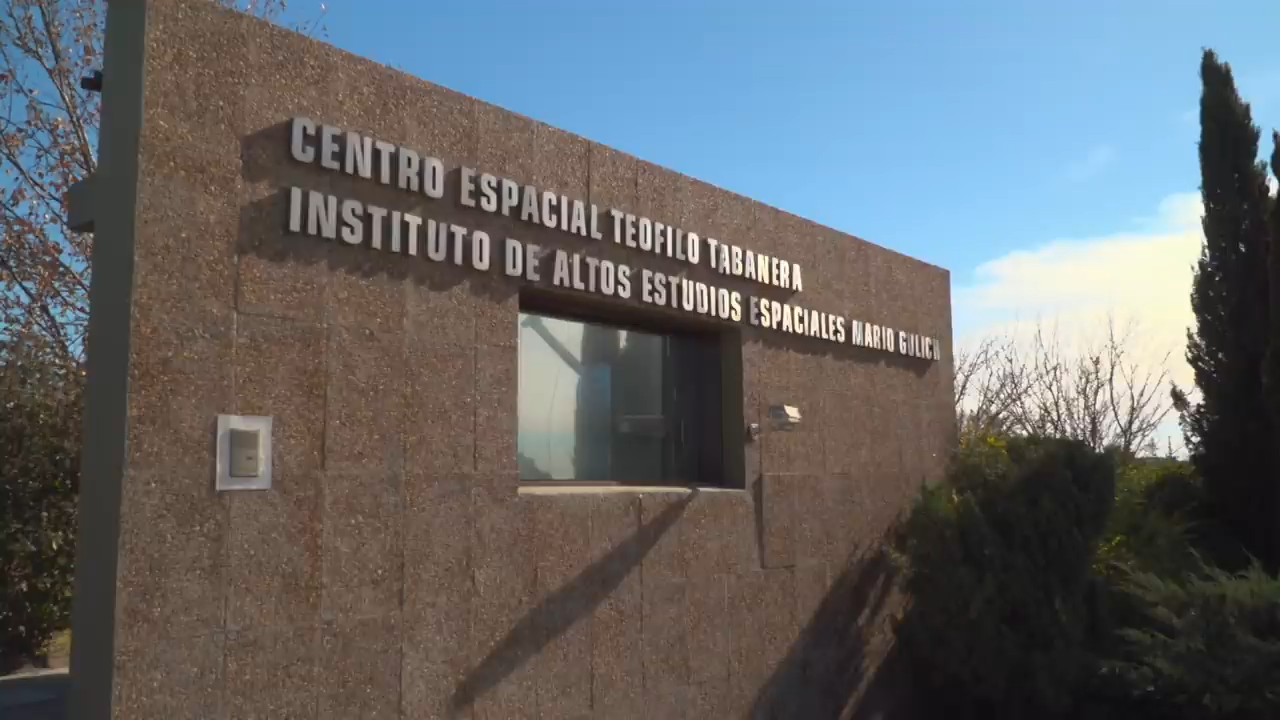 CENTRO ESPACIAL TEOFILO TABANERA
INSTITUTO DE ALTOS ESTUDIOS ESPACIALES MARIO GULICH